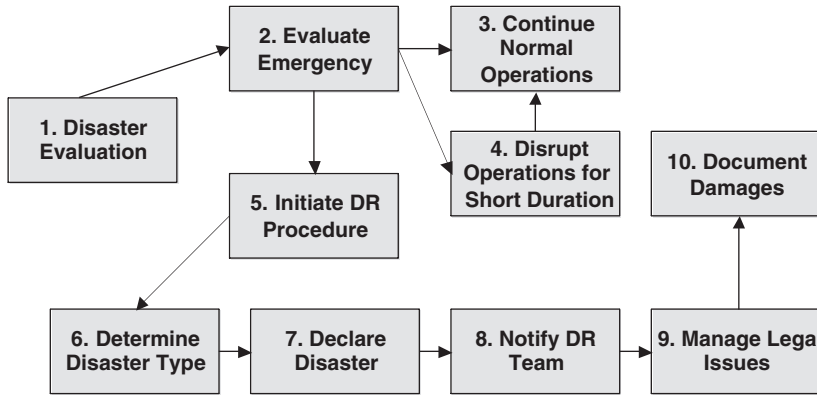 1. Disaster
Evaluation
2. Evaluate
Emergency
3. Continue
Normal
Operations
4. Disrupt
Operations for
Short Duration
5. Initiate DR
Procedure
6. Determine
Disaster Type
7. Declare
Disaster
8. Notify DR
Team
9. Manage Lega
Issues
10. Document
Damages